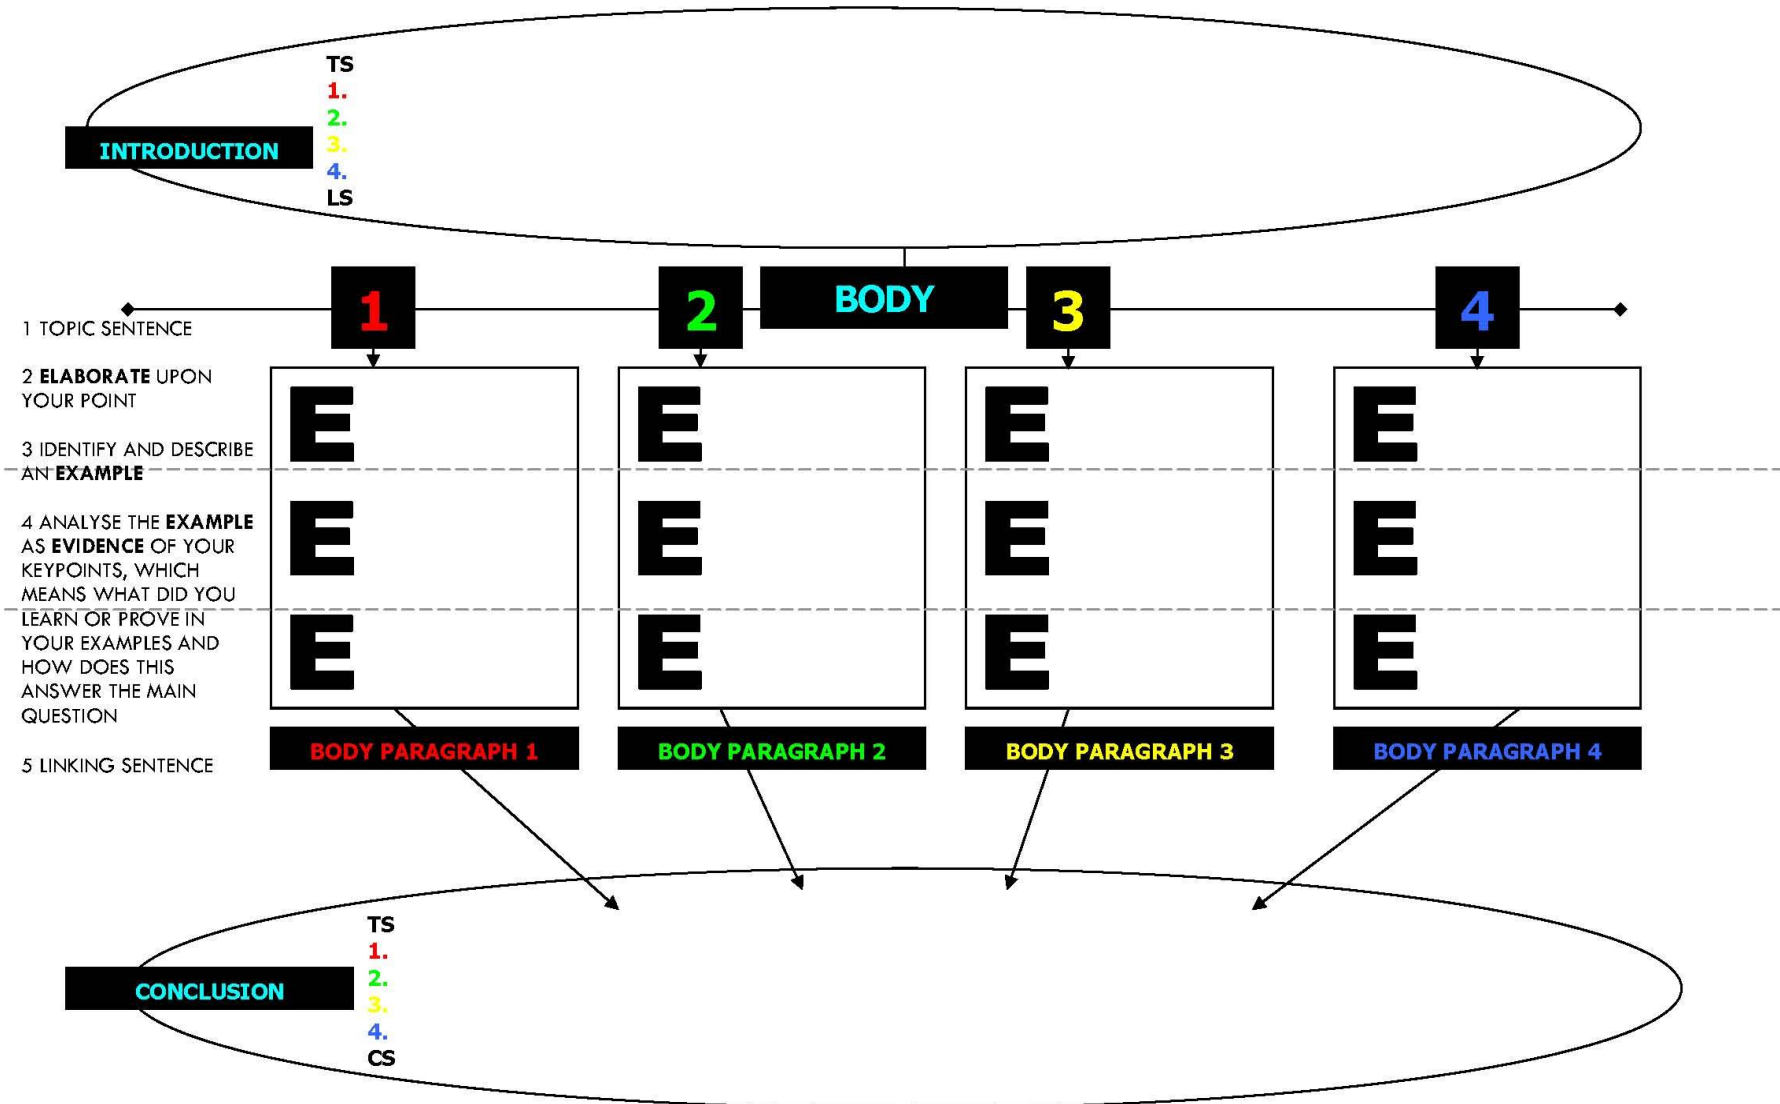 TS
1.
2.
3.
4.
LS
INTRODUCTION
BODY
1
2
3
4
1 TOPIC SENTENCE
2 ELABORATE UPON
YOUR POINT
3 IDENTIFY AND DESCRIBE
AN EXAMPLE
4 ANALYSE THE EXAMPLE
AS EVIDENCE OF YOUR
KEYPOINTS, WHICH
MEANS WHAT DID YOU
LEARN OR PROVE IN
YOUR EXAMPLES AND
HOW DOES THIS
ANSWER THE MAIN
QUESTION
5 LINKING SENTENCE
E
E
E
BODY PARAGRAPH 1
E
E
E
BODY PARAGRAPH 2
E
E
E
BODY PARAGRAPH 3
E
E
E
BODY PARAGRAPH 4
TS
1.
2.
3.
4.
CS
CONCLUSION